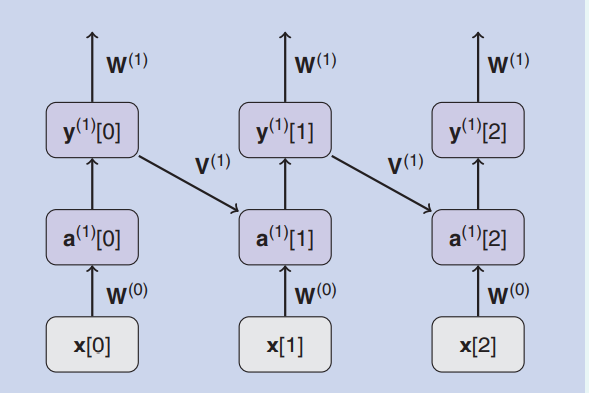 W(1) W(1) W(1)
y(1)[0] y(1)[1] y(1)[2]
V(1) V(1)
a(1)[0] a(1)[1] a(1)[2]
W(0) W(0) W(0)
x[0] x[1] x[2]